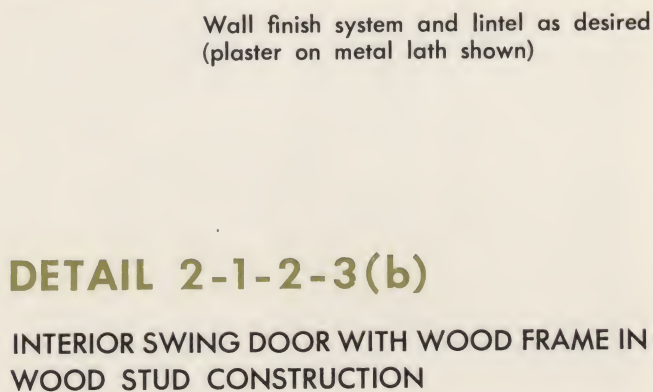 Wall finish system and lintel as desired
(plaster on metal lath shown)
DETAIL 2-1-2-3(b)
INTERIOR SWING DOOR WITH WOOD FRAME IN
WOOD STUD CONSTRUCTION